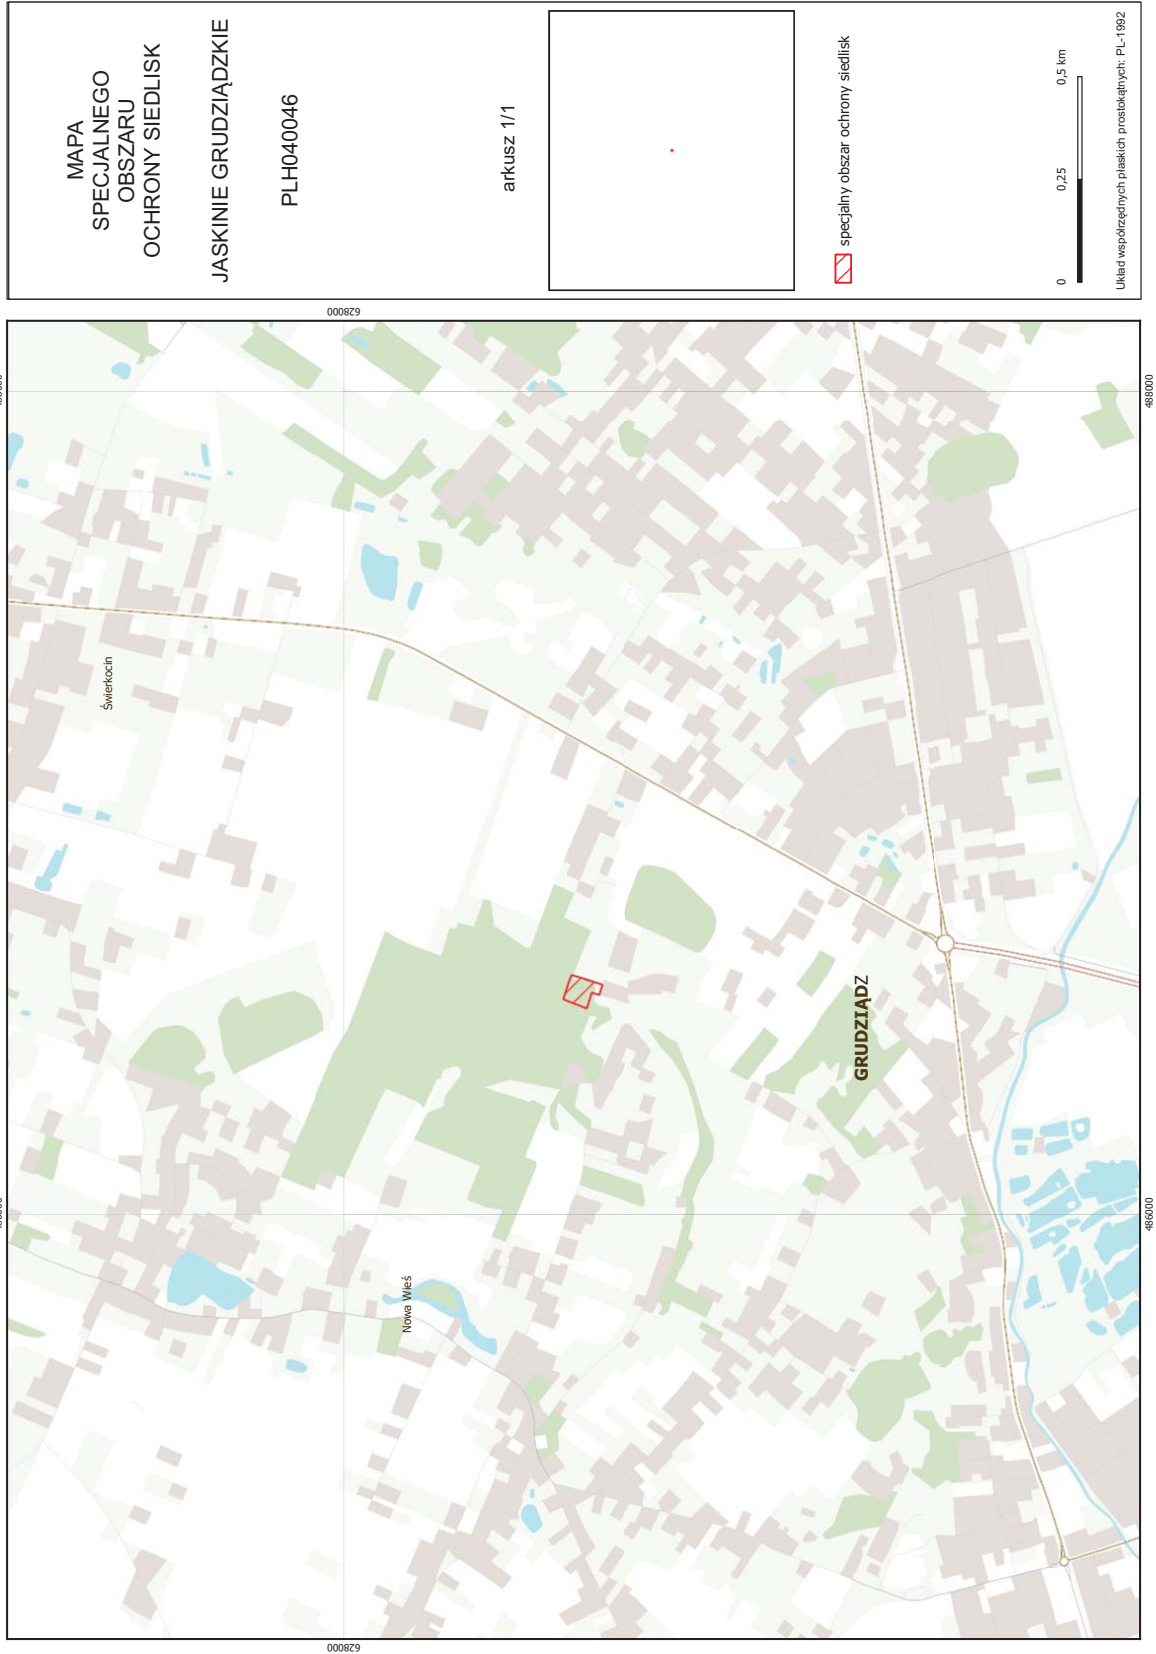 MAPA
SPECJALNEGO
OBSZARU
OCHRONY SIEDLISK
JASKINIE GRUDZIĄDZKIE
PLH040046
arkusz 1/1
specjalny obszar ochrony siedlisk
0 0,25 0,5 km
Układ współrzędnych płaskich prostokątnych: PL-1992
628000
488000
Świerkocin
GRUDZIĄDZ
Nowa Wieś
486000
628000